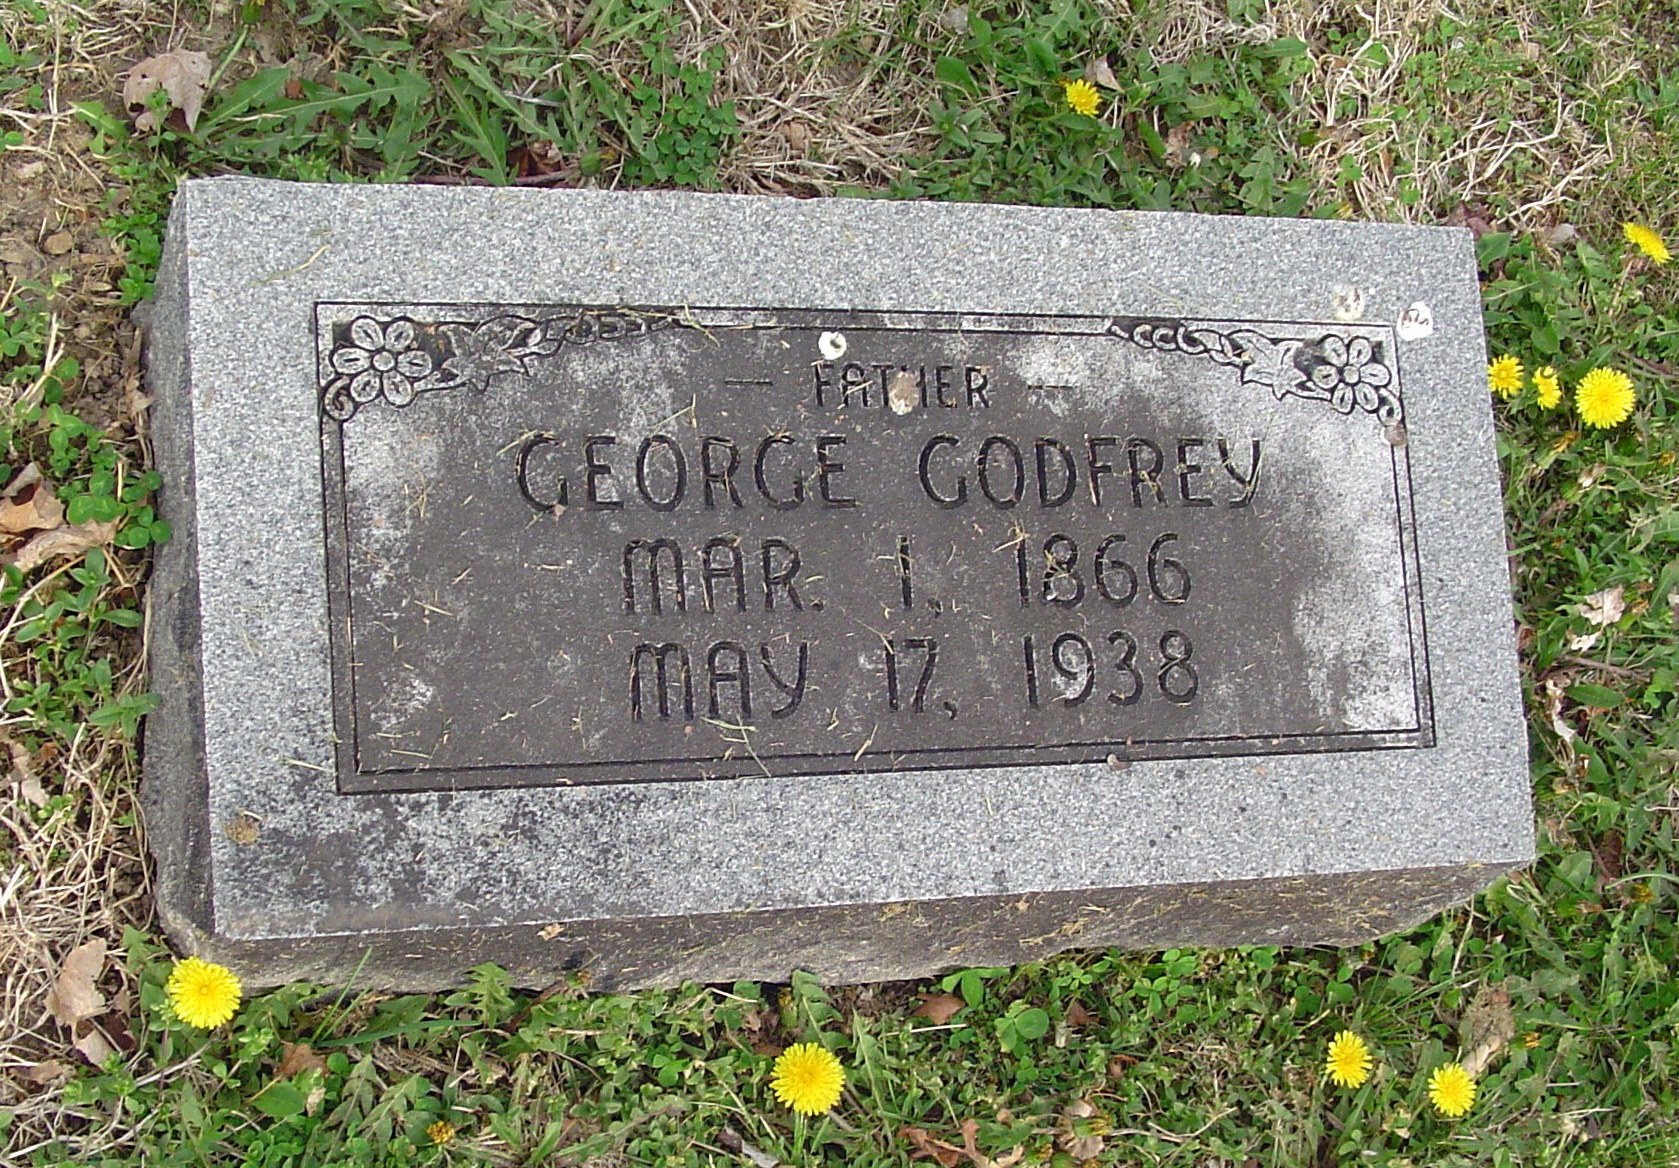 — FATHER —
GEORGE GODFREY
MAR. 1, 1866
MAY 17, 1938